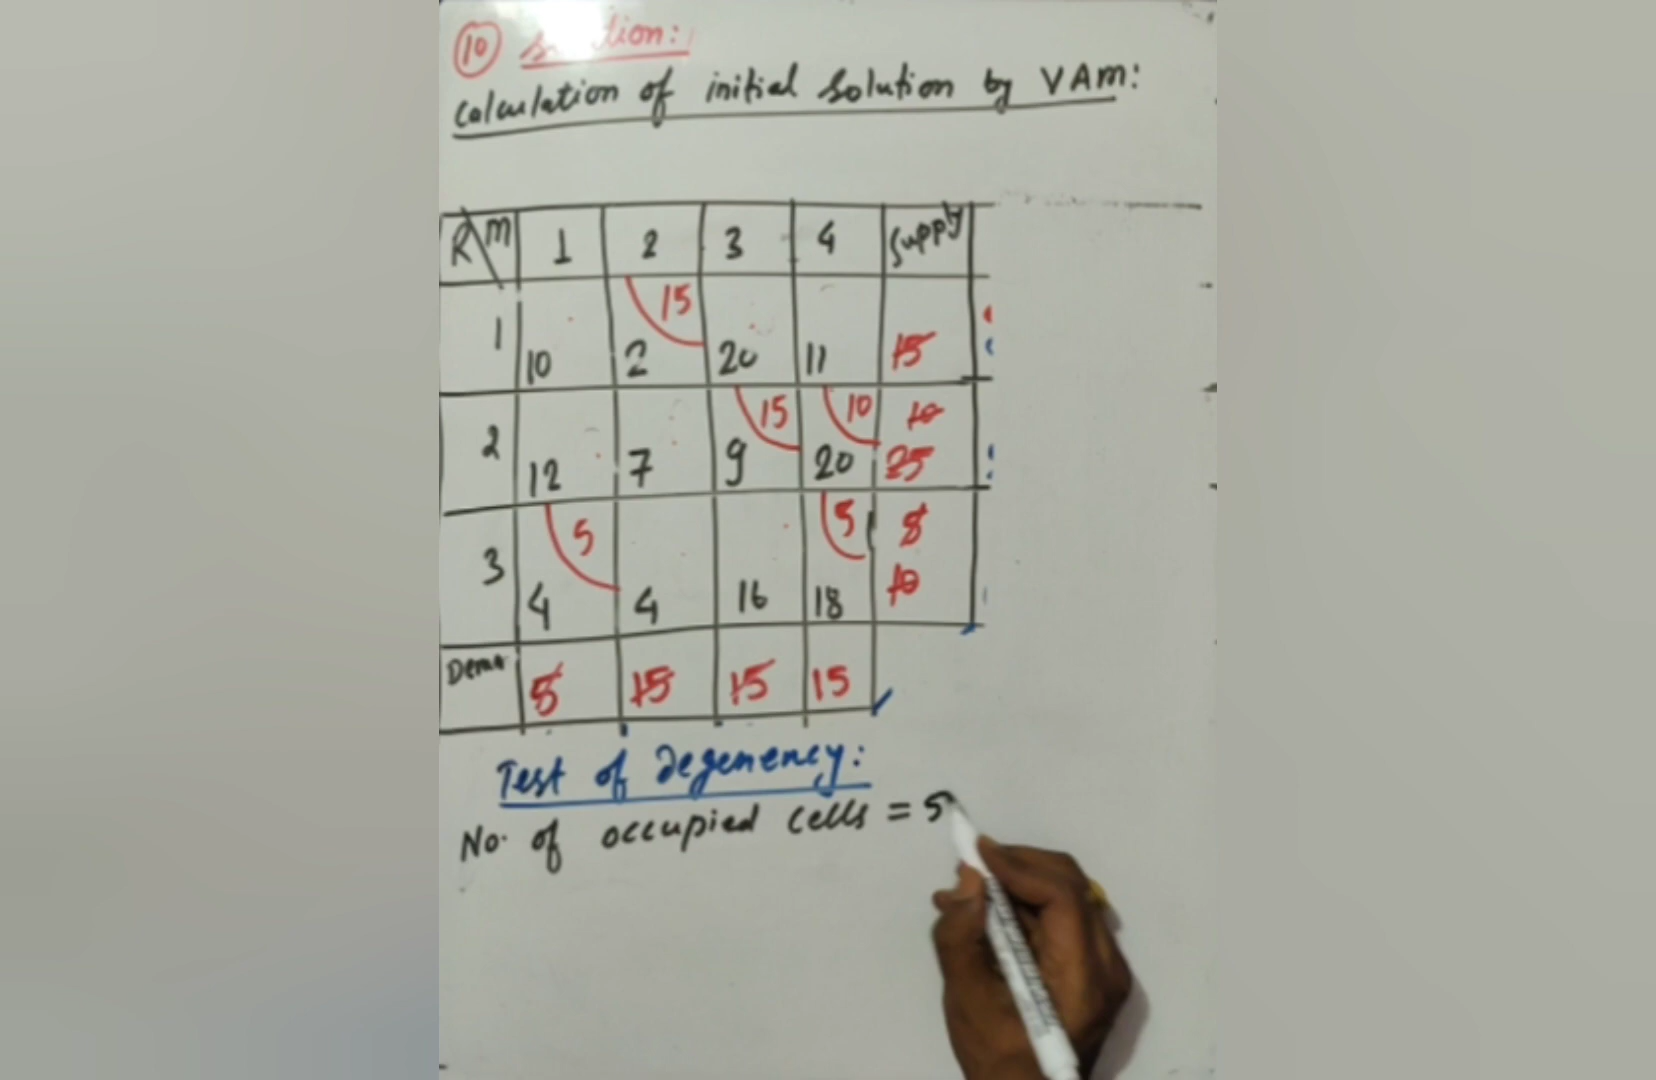 10 Solution:
Calculation of initial Solution by VAM:
R M 1 2 3 4 Supply
15
1 10 2 20 11 15
15 10 10
2 12 7 9 20 25
5 5 5
3 4 4 16 18 10
Dema 5 15 15 15
Test of Degenency:
No. of occupied cells = 5